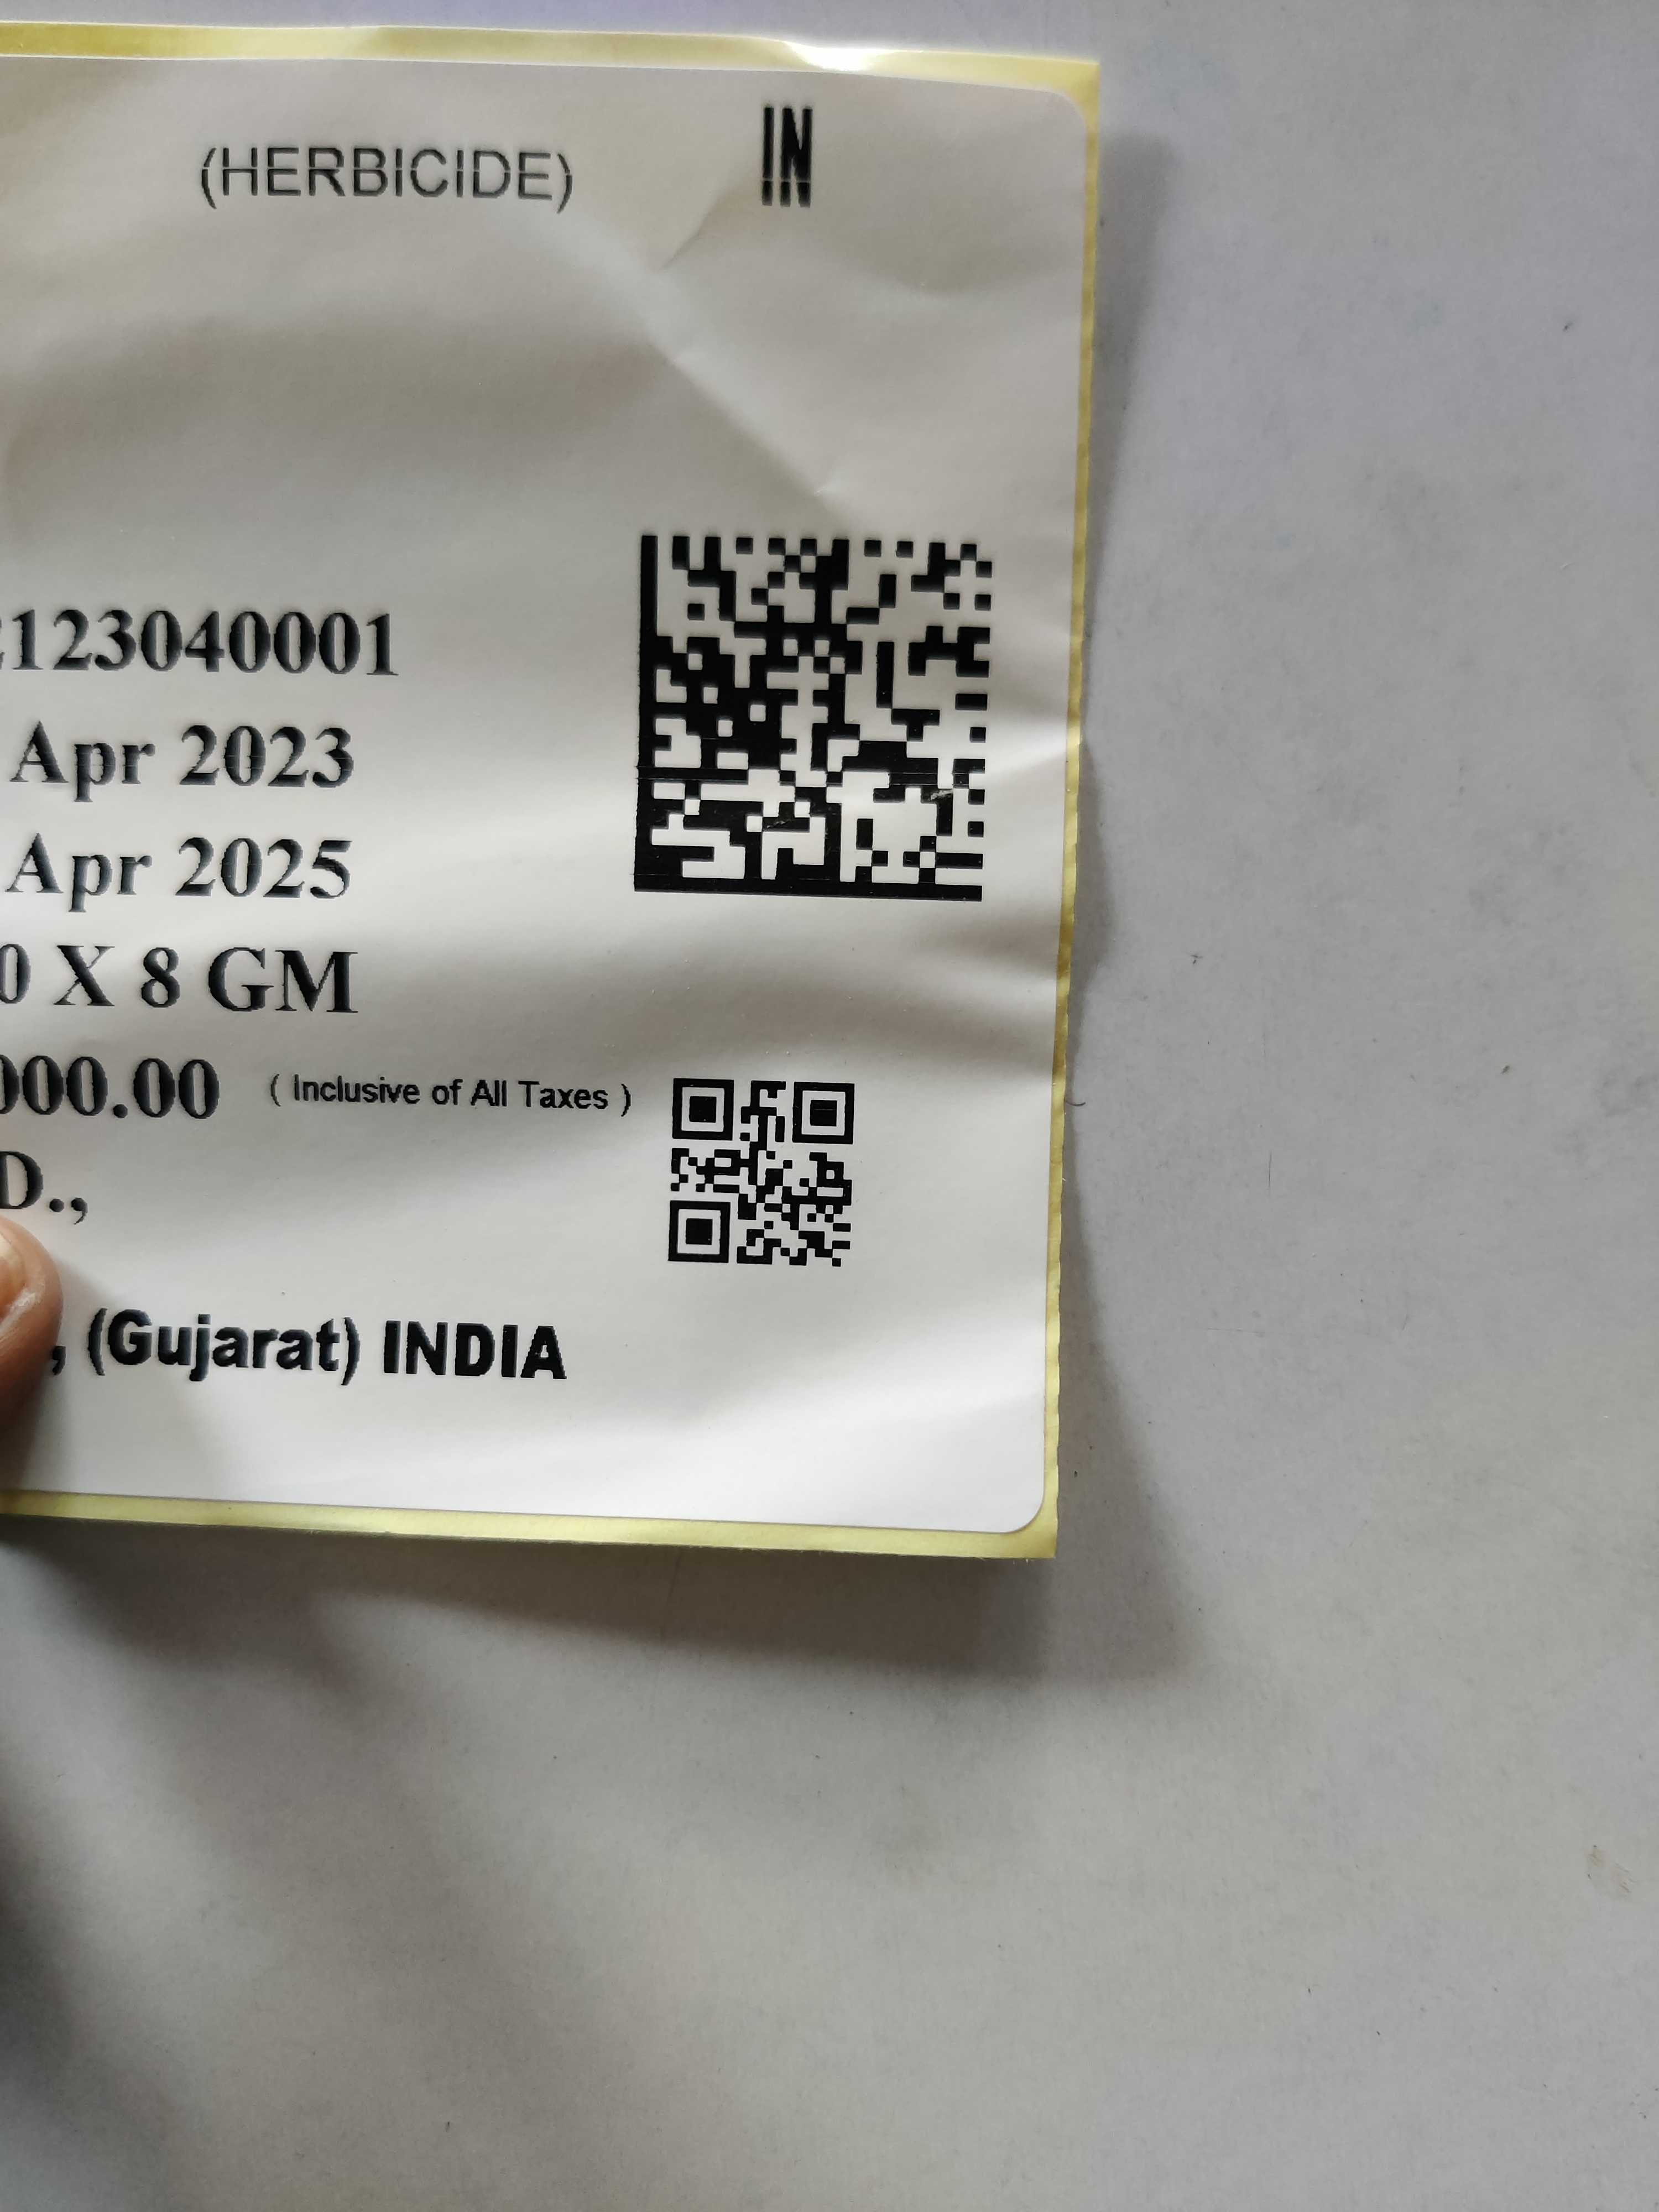 (HERBICIDE) IN
123040001
Apr 2023
Apr 2025
0 X 8 GM
000.00 ( Inclusive of All Taxes )
D.,
, (Gujarat) INDIA